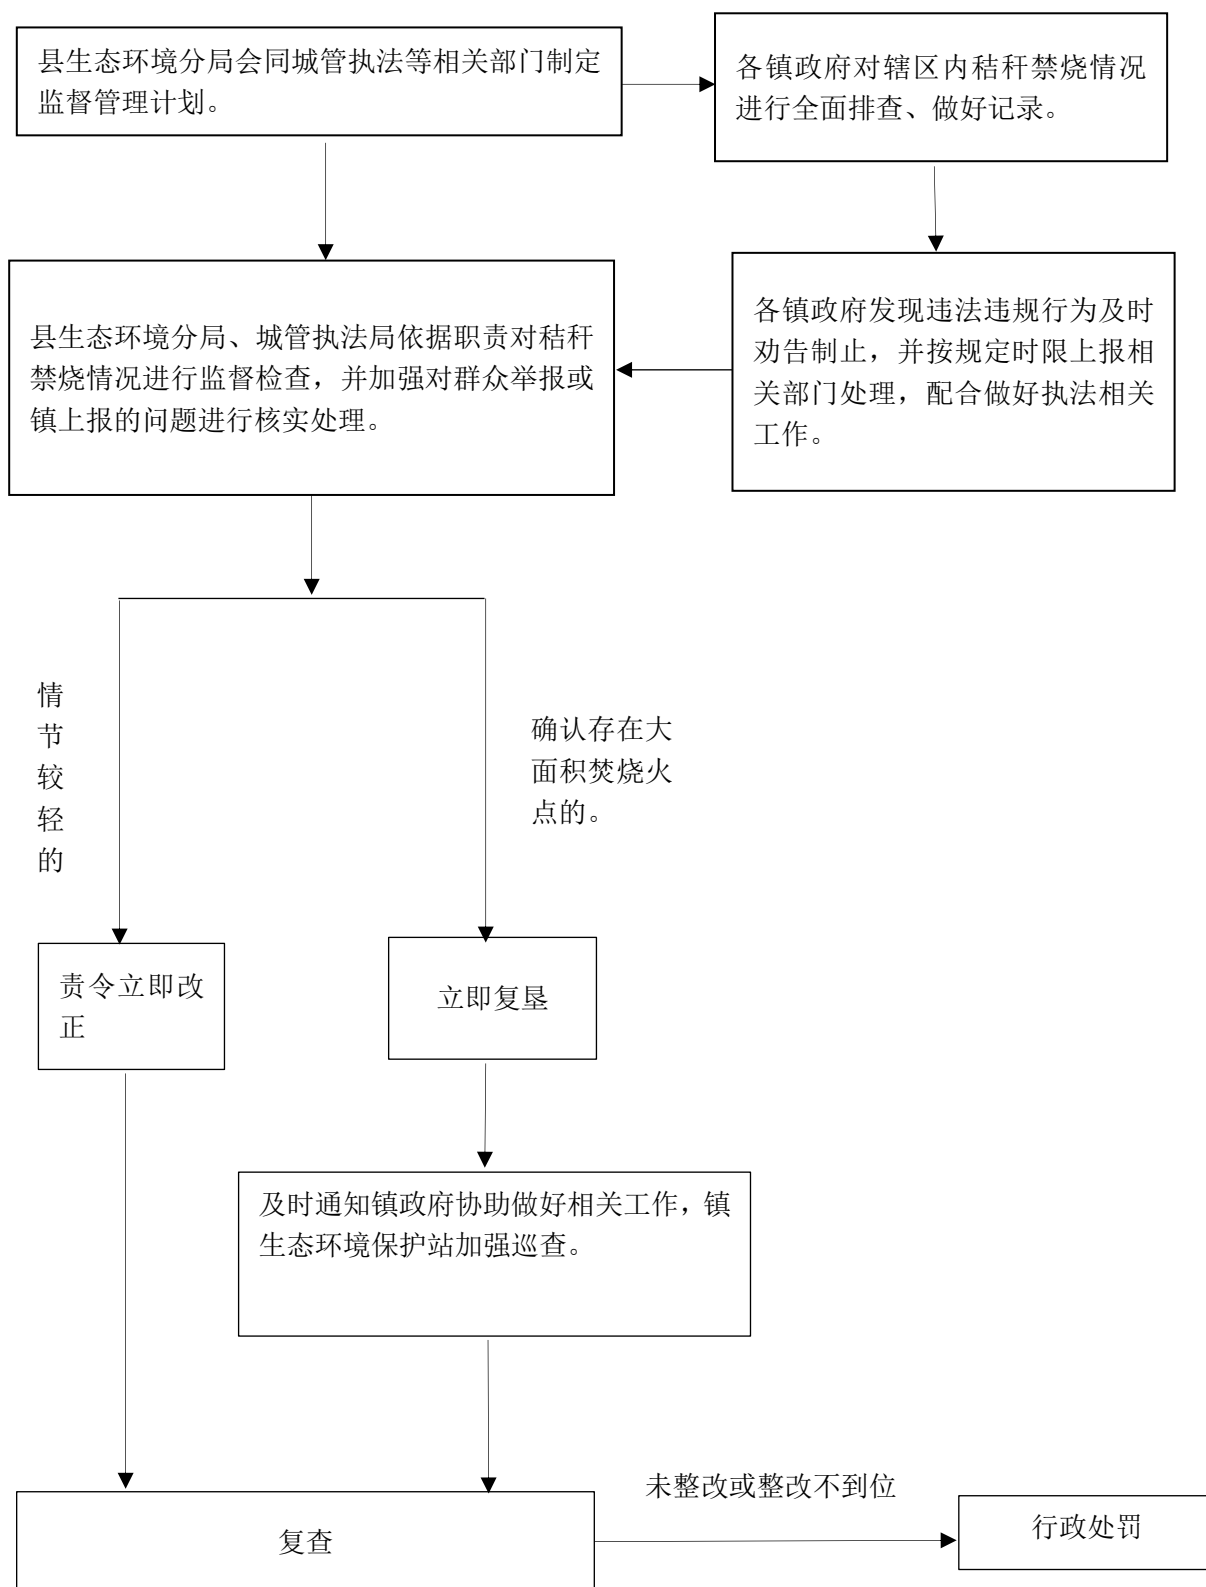 县生态环境分局会同城管执法等相关部门制定
监督管理计划。
各镇政府对辖区内秸秆禁烧情况
进行全面排查、做好记录。
县生态环境分局、城管执法局依据职责对秸秆
禁烧情况进行监督检查，并加强对群众举报或
镇上报的问题进行核实处理。
各镇政府发现违法违规行为及时
劝告制止，并按规定时限上报相
关部门处理，配合做好执法相关
工作。
情
节
较
轻
的
确认存在大
面积焚烧火
点的。
责令立即改
正
立即复垦
及时通知镇政府协助做好相关工作，镇
生态环境保护站加强巡查。
未整改或整改不到位
复查
行政处罚